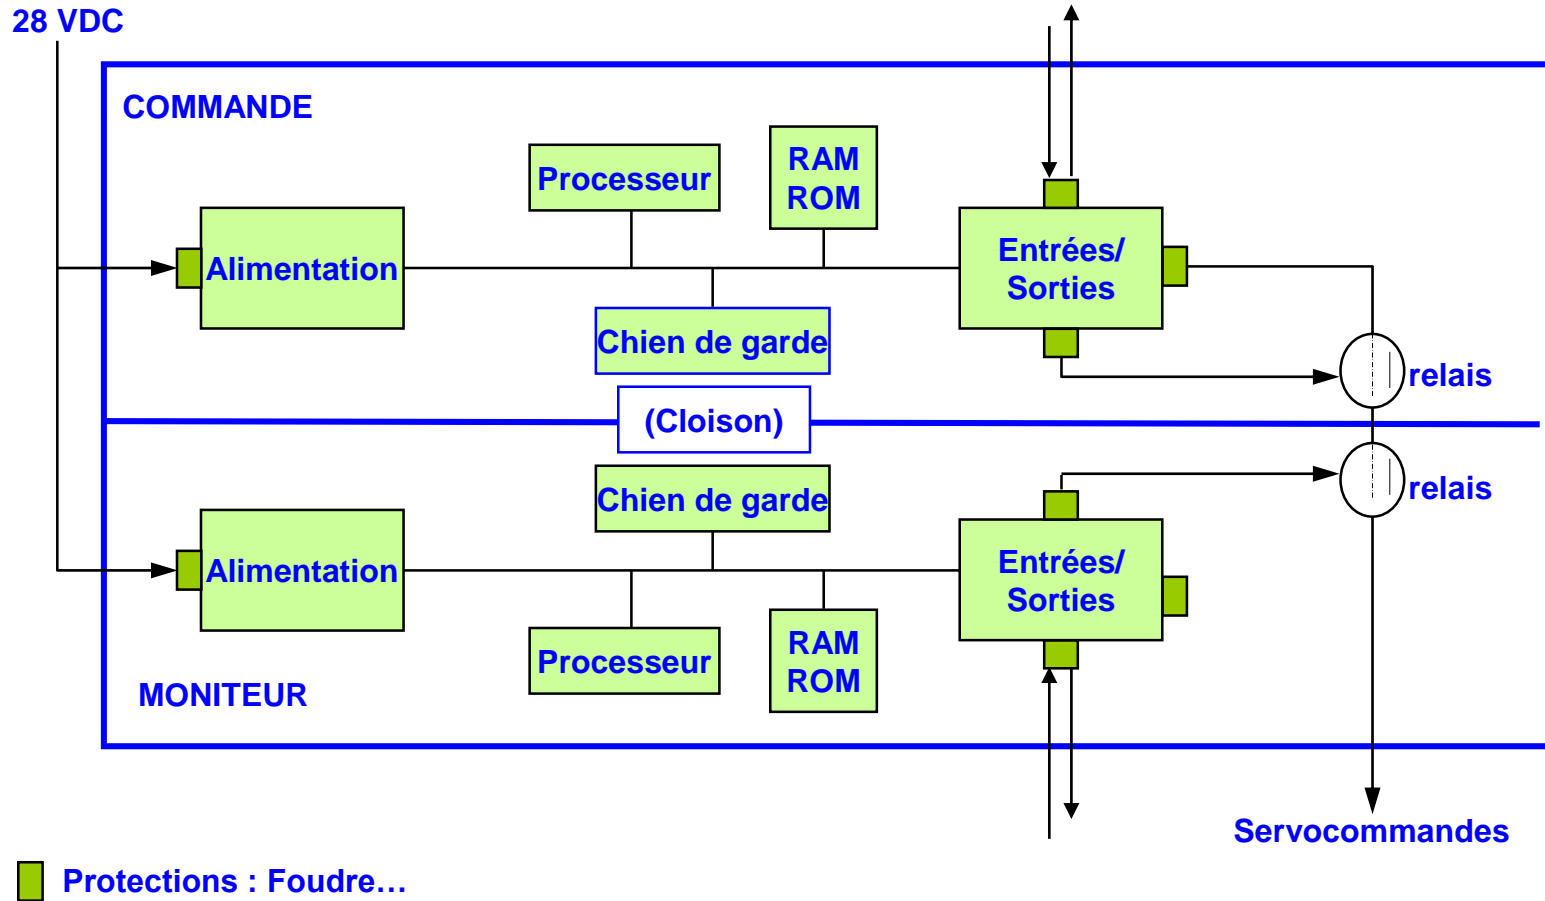 28 VDC
COMMANDE
Processeur
RAM
ROM
Alimentation
Entrées/
Sorties
Chien de garde
relais
(Cloison)
Chien de garde
relais
Alimentation
Entrées/
Sorties
Processeur
RAM
ROM
MONITEUR
Servocommandes
Protections : Foudre…